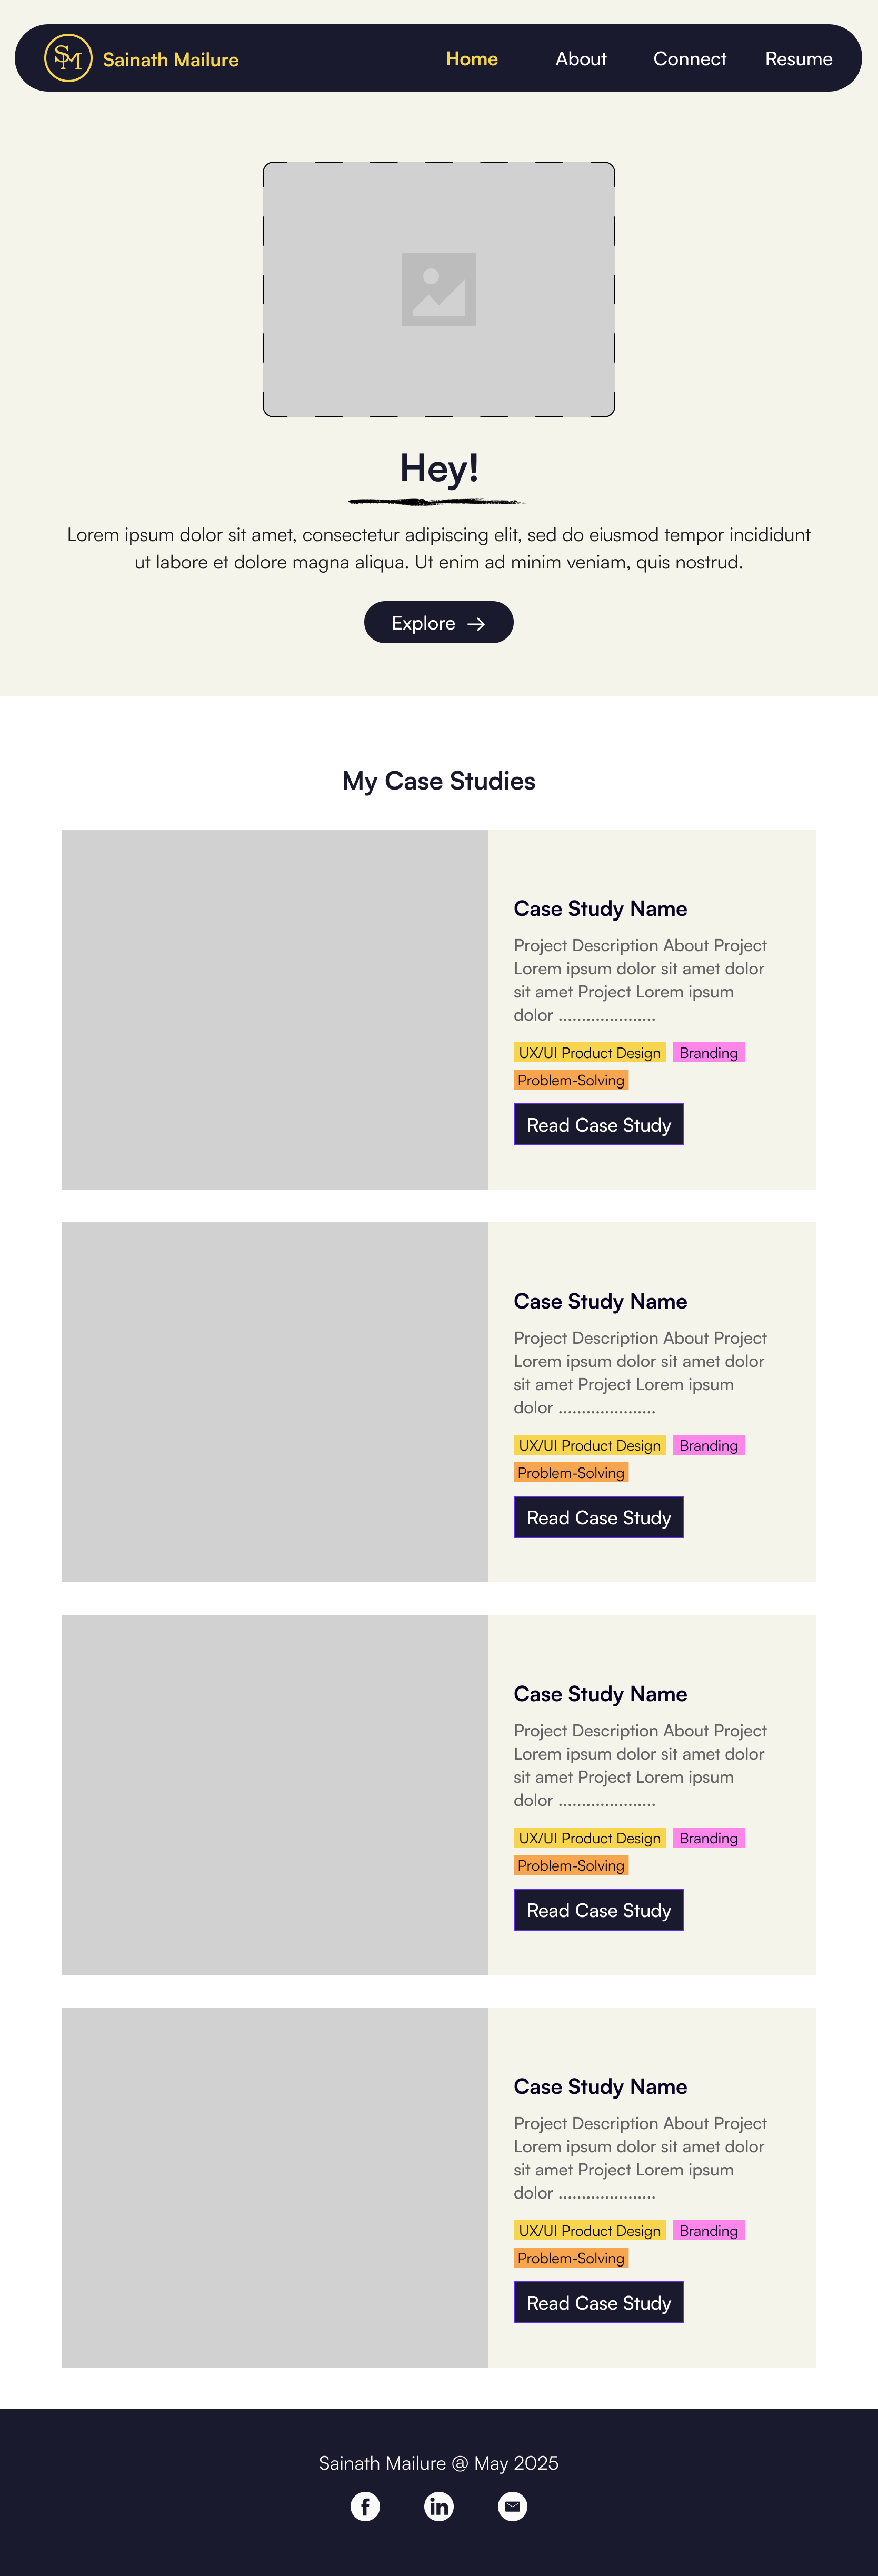 SM Sainath Mailure
Home About Connect Resume
Hey!
Lorem ipsum dolor sit amet, consectetur adipiscing elit, sed do eiusmod tempor incididunt
ut labore et dolore magna aliqua. Ut enim ad minim veniam, quis nostrud.
Explore →
My Case Studies
Case Study Name
Project Description About Project
Lorem ipsum dolor sit amet dolor
sit amet Project Lorem ipsum
dolor .....................
UX/UI Product Design Branding
Problem-Solving
Read Case Study
Case Study Name
Project Description About Project
Lorem ipsum dolor sit amet dolor
sit amet Project Lorem ipsum
dolor .....................
UX/UI Product Design Branding
Problem-Solving
Read Case Study
Case Study Name
Project Description About Project
Lorem ipsum dolor sit amet dolor
sit amet Project Lorem ipsum
dolor .....................
UX/UI Product Design Branding
Problem-Solving
Read Case Study
Case Study Name
Project Description About Project
Lorem ipsum dolor sit amet dolor
sit amet Project Lorem ipsum
dolor .....................
UX/UI Product Design Branding
Problem-Solving
Read Case Study
Sainath Mailure @ May 2025
f in